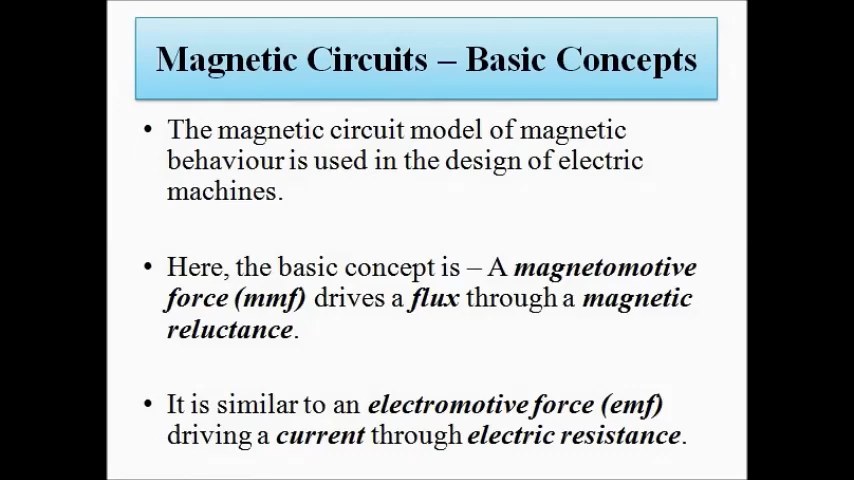 Magnetic Circuits – Basic Concepts
• The magnetic circuit model of magnetic
behaviour is used in the design of electric
machines.
• Here, the basic concept is – A magnetomotive
force (mmf) drives a flux through a magnetic
reluctance.
• It is similar to an electromotive force (emf)
driving a current through electric resistance.